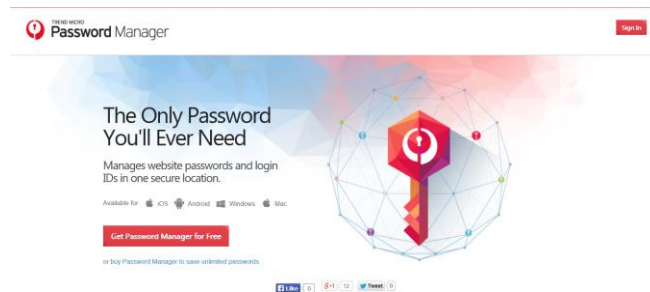 TREND MICRO
Password Manager
Sign In
The Only Password
You'll Ever Need
Manages website passwords and login
IDs in one secure location.
Available for iOS Android Windows Mac
Get Password Manager for Free
or buy Password Manager to save unlimited passwords
Like 0 g+1 12 Tweet 0